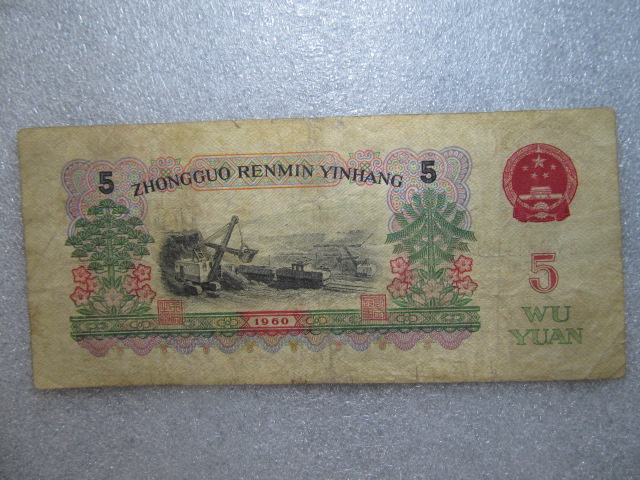 5 ZHONGGUO RENMIN YINHANG 5
5
WU
YUAN
1960